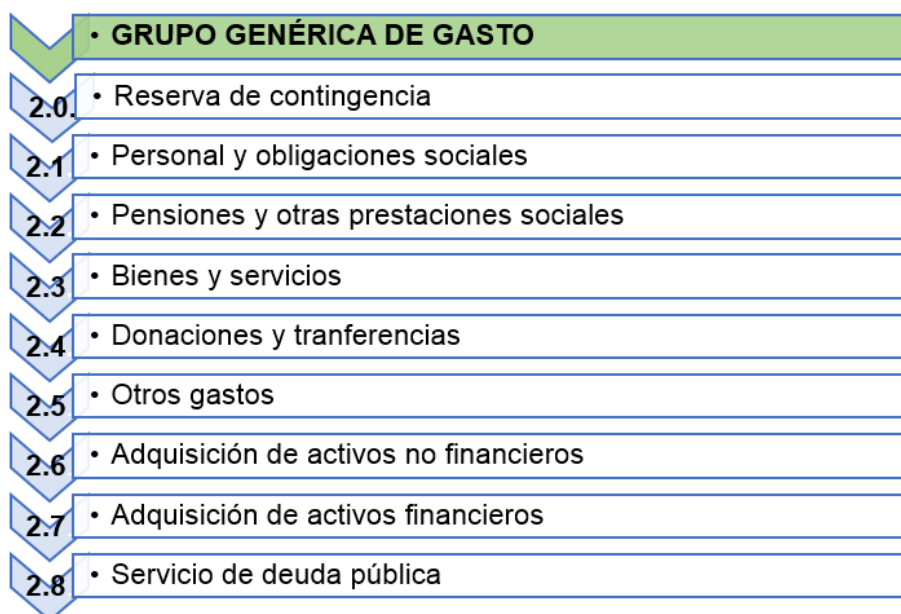 • GRUPO GENÉRICA DE GASTO
2.0. • Reserva de contingencia
2.1 • Personal y obligaciones sociales
2.2 • Pensiones y otras prestaciones sociales
2.3 • Bienes y servicios
2.4 • Donaciones y tranferencias
2.5 • Otros gastos
2.6 • Adquisición de activos no financieros
2.7 • Adquisición de activos financieros
2.8 • Servicio de deuda pública